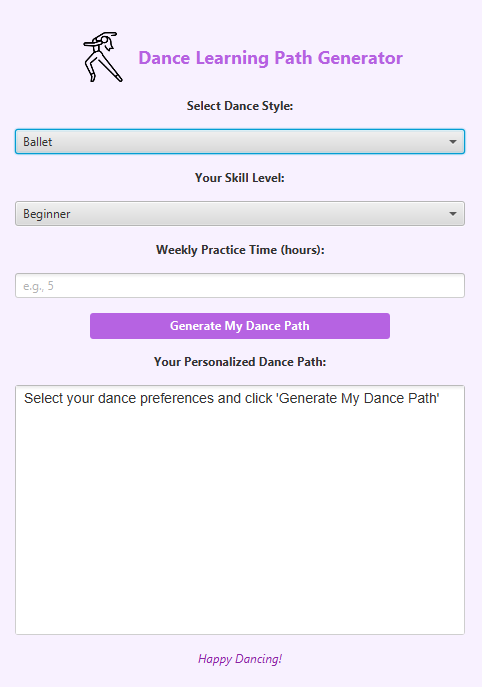 Dance Learning Path Generator
Select Dance Style:
Ballet
Your Skill Level:
Beginner
Weekly Practice Time (hours):
e.g., 5
Generate My Dance Path
Your Personalized Dance Path:
Select your dance preferences and click 'Generate My Dance Path'
Happy Dancing!